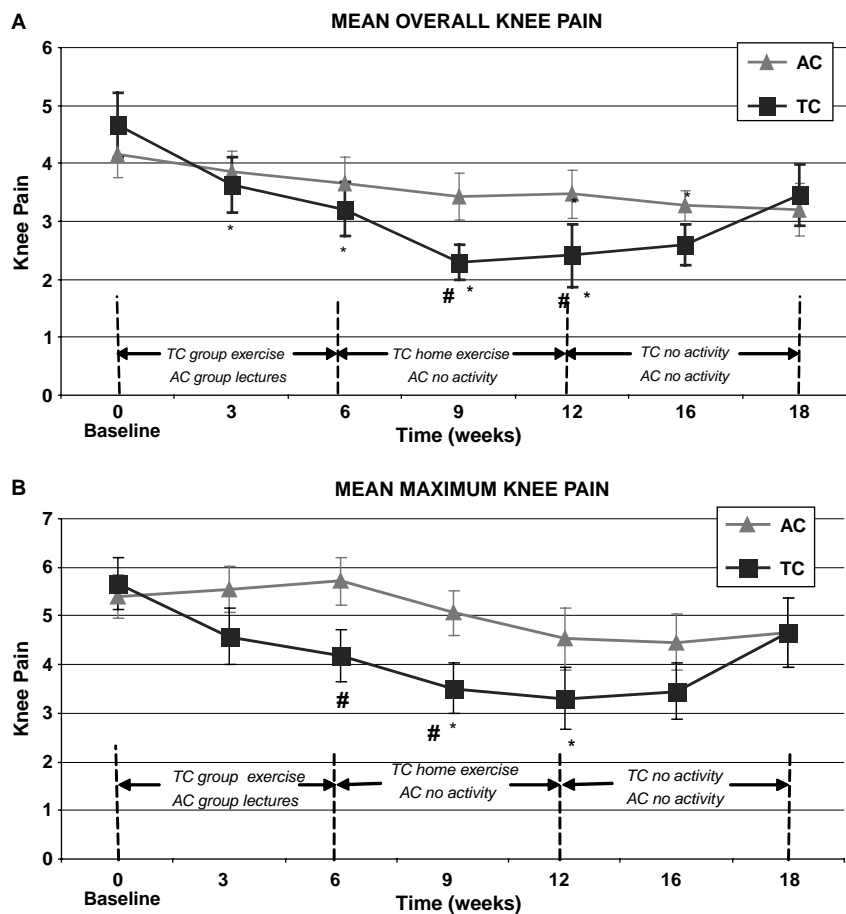 A
MEAN OVERALL KNEE PAIN
6
5
4
3
2
1
0
Knee Pain
AC
TC
*
*
*
*
# *
# *
TC group exercise
AC group lectures
TC home exercise
AC no activity
TC no activity
AC no activity
0 3 6 9 12 16 18
Baseline
Time (weeks)
B
MEAN MAXIMUM KNEE PAIN
7
6
5
4
3
2
1
0
Knee Pain
AC
TC
#
# *
*
TC group exercise
AC group lectures
TC home exercise
AC no activity
TC no activity
AC no activity
0 3 6 9 12 16 18
Baseline
Time (weeks)